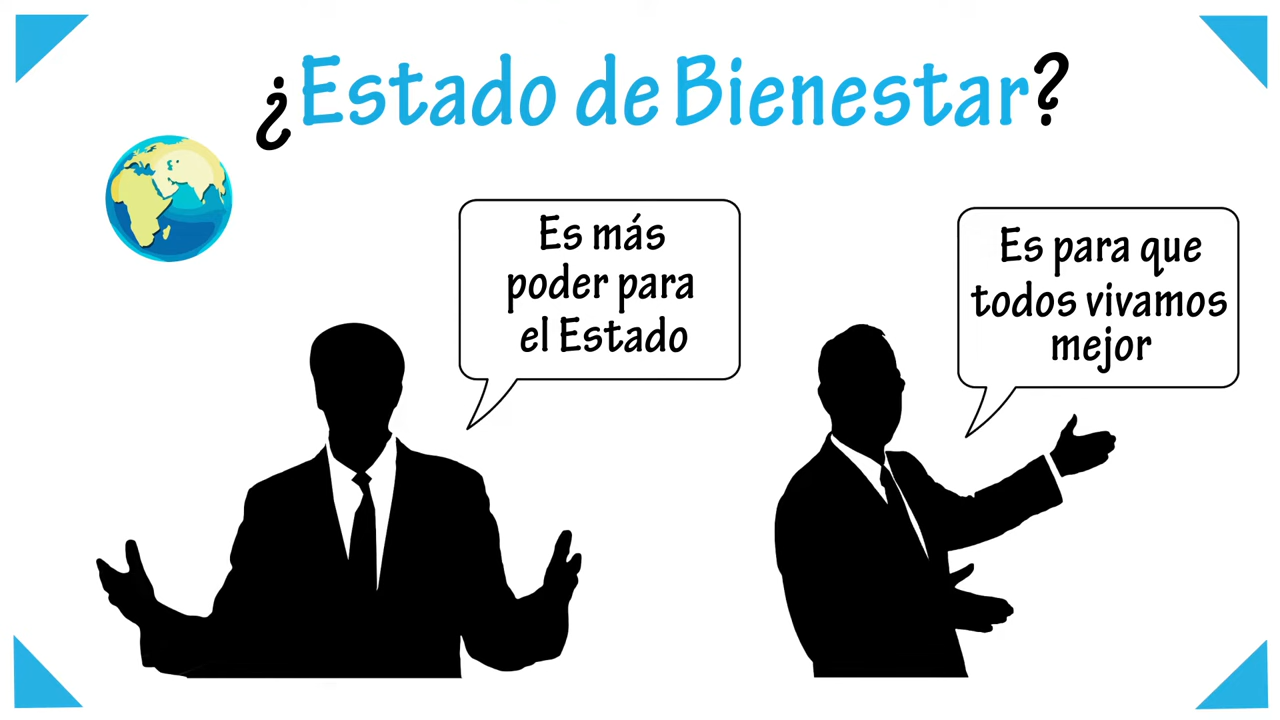 ¿Estado de Bienestar?
Es más
poder para
el Estado
Es para que
todos vivamos
mejor